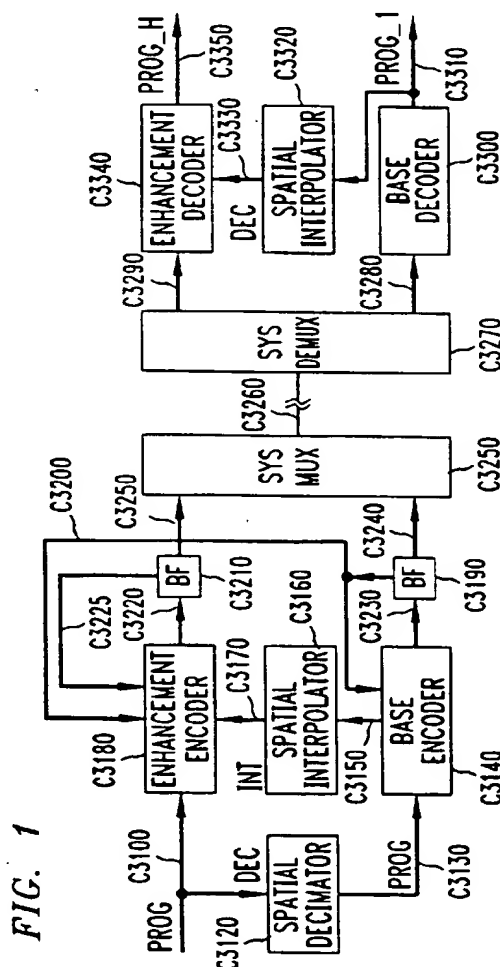 FIG. 1
PROG
C3100
DEC
C3120
SPATIAL
DECIMATOR
PROG
C3130
C3180
ENHANCEMENT
ENCODER
INT
C3170
SPATIAL
INTERPOLATOR
C3160
C3150
BASE
ENCODER
C3140
C3225
C3200
C3220
BF
C3210
C3250
C3230
BF
C3190
C3240
SYS
MUX
C3250
C3260
SYS
DEMUX
C3270
C3290
C3280
C3340
ENHANCEMENT
DECODER
PROG_H
C3350
DEC
C3330
SPATIAL
INTERPOLATOR
C3320
BASE
DECODER
C3300
PROG_1
C3310